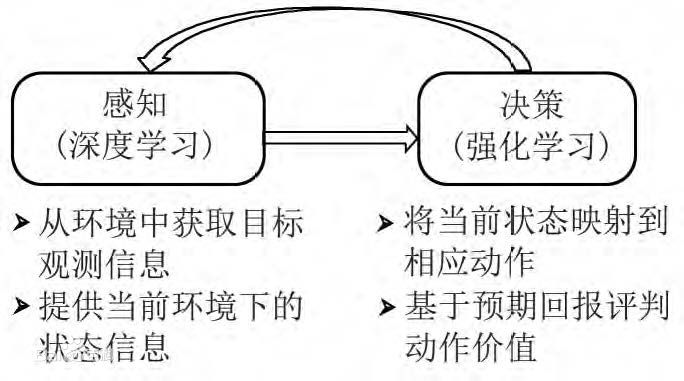 感知
(深度学习)
决策
(强化学习)
➤ 从环境中获取目标
观测信息
➤ 提供当前环境下的
状态信息
➤ 将当前状态映射到
相应动作
➤ 基于预期回报评判
动作价值